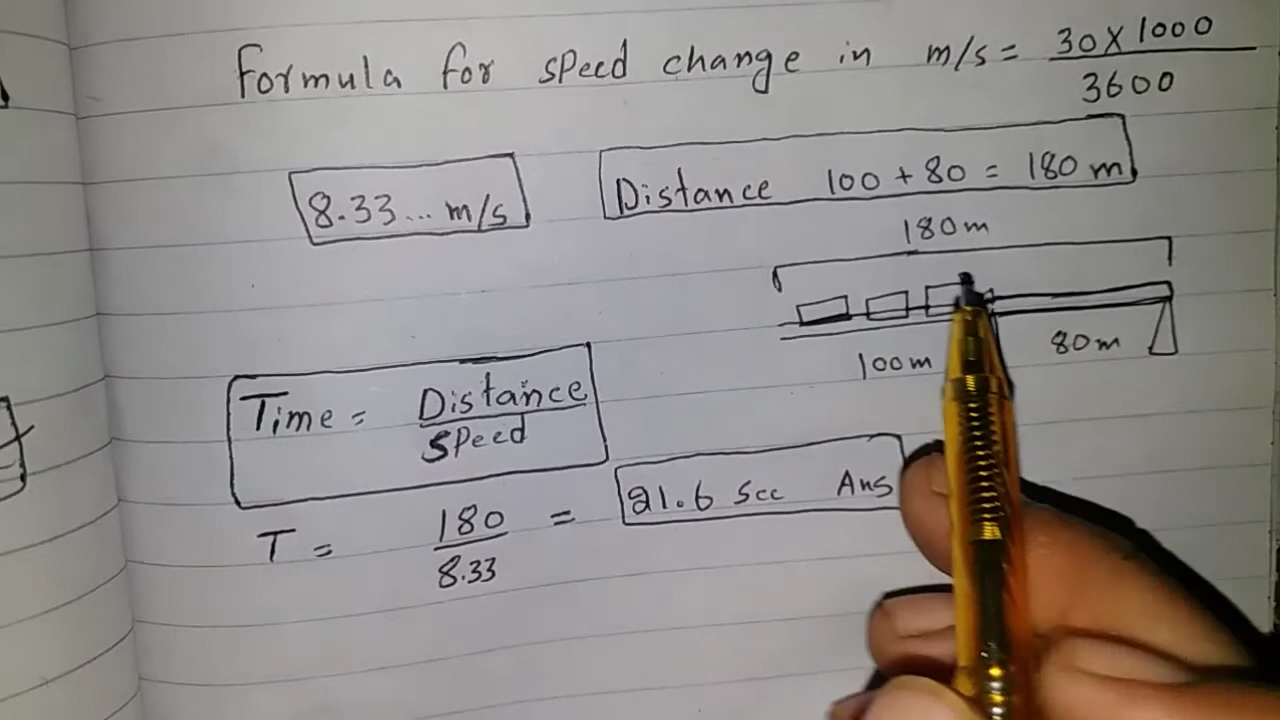 Formula for speed change in m/s = 30 X 1000
3600
8.33... m/s
Distance 100 + 80 = 180 m
180m
100m
80m
Time = Distance
Speed
T = 180 = 21.6 Sec Ans
8.33